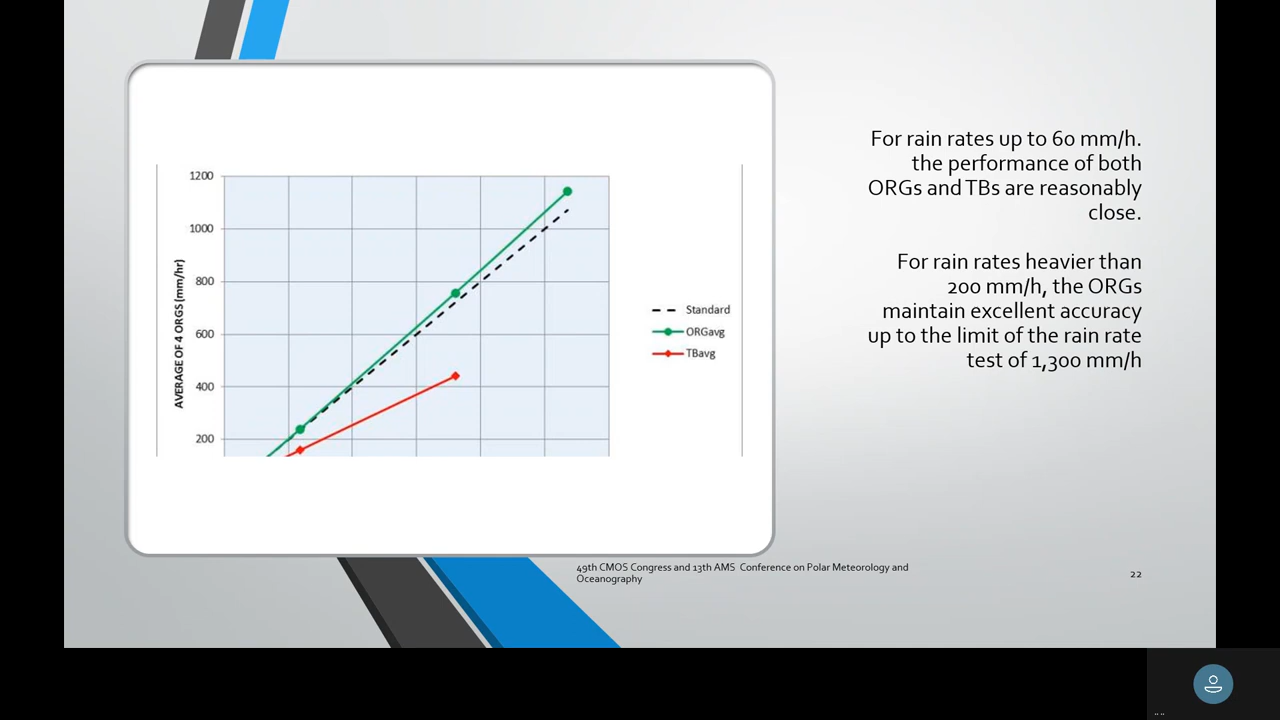 For rain rates up to 60 mm/h.
the performance of both
ORGs and TBs are reasonably
close.
For rain rates heavier than
200 mm/h, the ORGs
maintain excellent accuracy
up to the limit of the rain rate
test of 1,300 mm/h
AVERAGE OF 4 ORGS (mm/hr)
1200
1000
800
600
400
200
Standard
ORGavg
TBavg
49th CMOS Congress and 13th AMS Conference on Polar Meteorology and
Oceanography
22